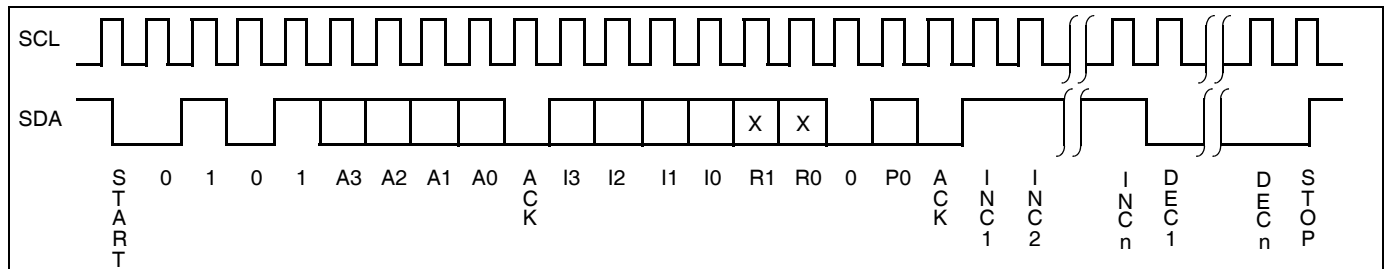 SCL
SDA
X X
START 0 1 0 1 A3 A2 A1 A0 ACK I3 I2 I1 I0 R1 R0 0 P0 ACK INC1 INC2 INCn DEC1 DECn STOP